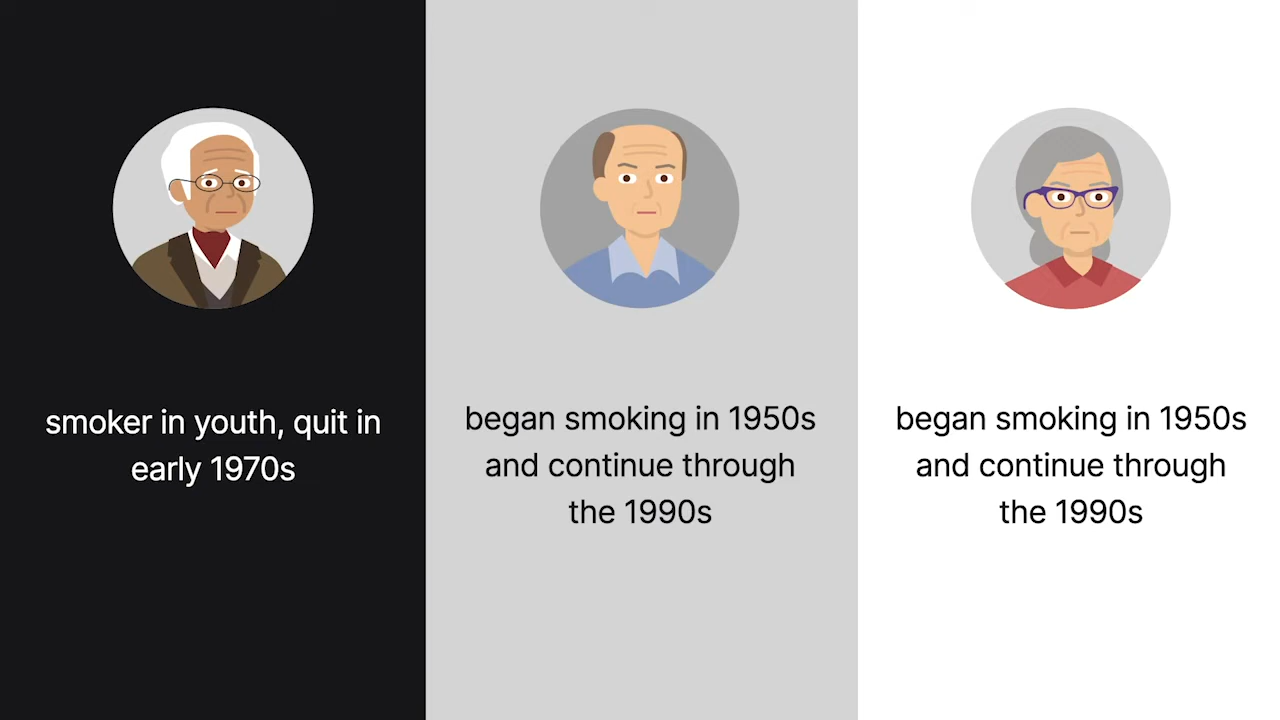 smoker in youth, quit in
early 1970s
began smoking in 1950s
and continue through
the 1990s
began smoking in 1950s
and continue through
the 1990s